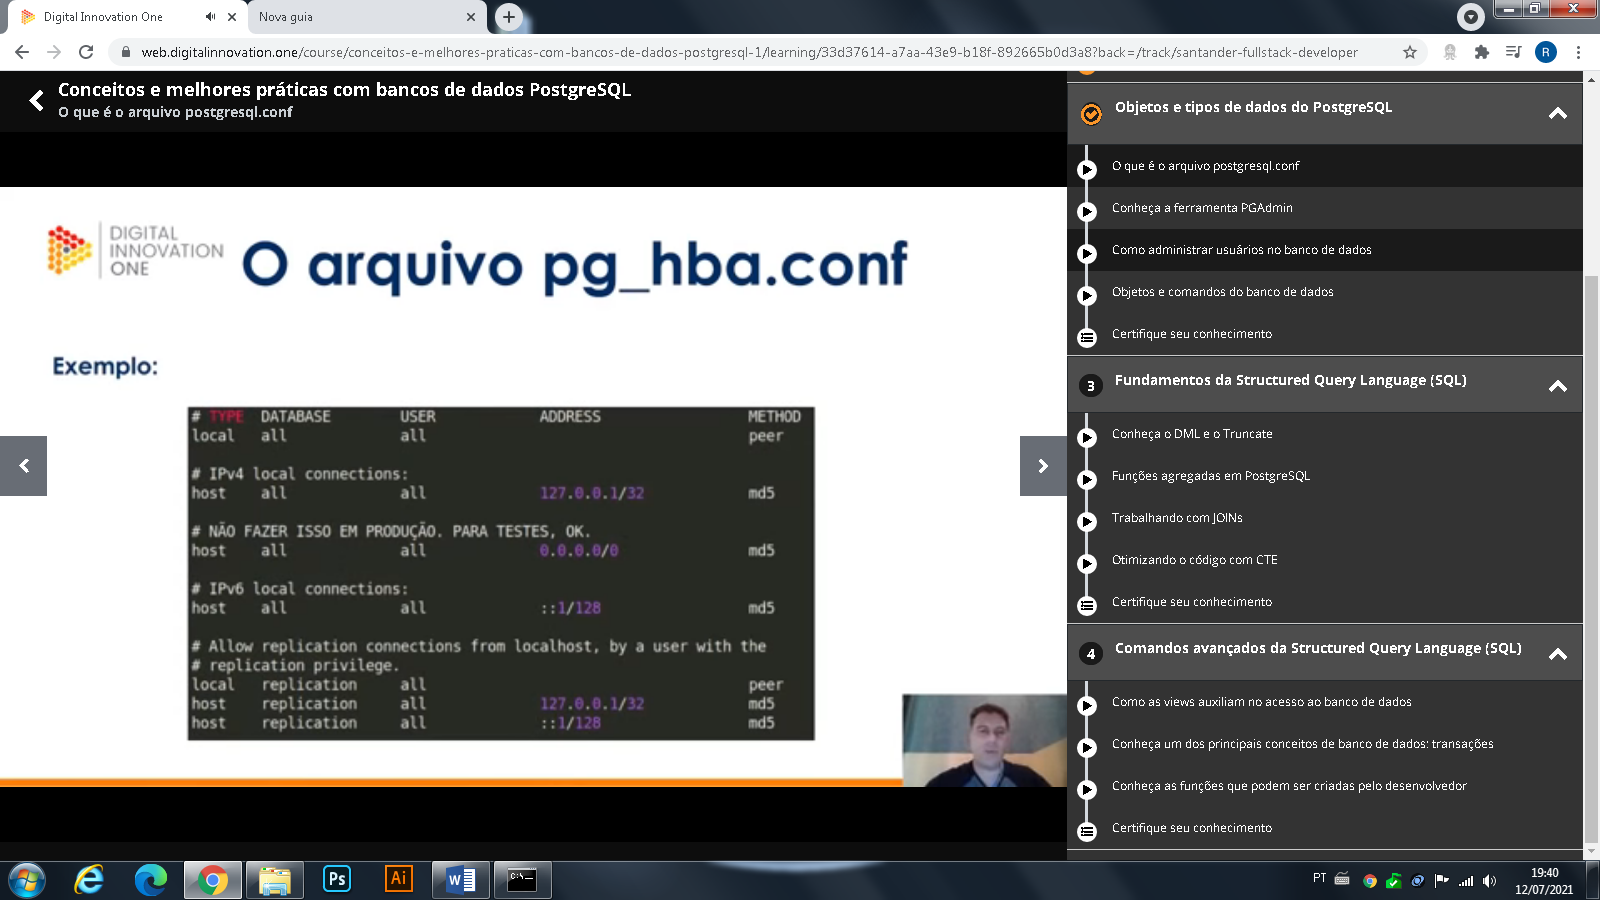 Digital Innovation One
Nova guia
web.digitalinnovation.one/course/conceitos-e-melhores-praticas-com-bancos-de-dados-postgresql-1/learning/33d37614-a7aa-43e9-b18f-892665b0d3a8?back=/track/santander-fullstack-developer
R
Conceitos e melhores práticas com bancos de dados PostgreSQL
O que é o arquivo postgresql.conf
DIGITAL
INNOVATION
ONE
O arquivo pg_hba.conf
Exemplo:
# TYPE DATABASE USER ADDRESS METHOD
local all all peer
# IPv4 local connections:
host all all 127.0.0.1/32 md5
# NÃO FAZER ISSO EM PRODUÇÃO. PARA TESTES, OK.
host all all 0.0.0.0/0 md5
# IPv6 local connections:
host all all ::1/128 md5
# Allow replication connections from localhost, by a user with the
# replication privilege.
local replication all peer
host replication all 127.0.0.1/32 md5
host replication all ::1/128 md5
Objetos e tipos de dados do PostgreSQL
O que é o arquivo postgresql.conf
Conheça a ferramenta PGAdmin
Como administrar usuários no banco de dados
Objetos e comandos do banco de dados
Certifique seu conhecimento
3 Fundamentos da Structured Query Language (SQL)
Conheça o DML e o Truncate
Funções agregadas em PostgreSQL
Trabalhando com JOINs
Otimizando o código com CTE
Certifique seu conhecimento
4 Comandos avançados da Structured Query Language (SQL)
Como as views auxiliam no acesso ao banco de dados
Conheça um dos principais conceitos de banco de dados: transações
Conheça as funções que podem ser criadas pelo desenvolvedor
Certifique seu conhecimento
Ps
Ai
W
C:\_
PT
19:40
12/07/2021